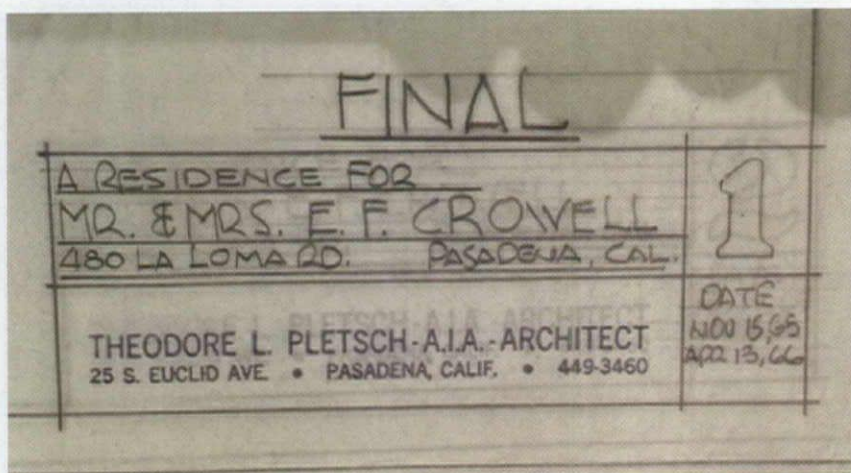 FINAL
A RESIDENCE FOR
MR. & MRS. E. F. CROWELL
480 LA LOMA RD. PASADENA, CAL.
1
THEODORE L. PLETSCH - A.I.A. - ARCHITECT
25 S. EUCLID AVE. • PASADENA, CALIF. • 449-3460
DATE
NOV 15, 65
APR 13, 66